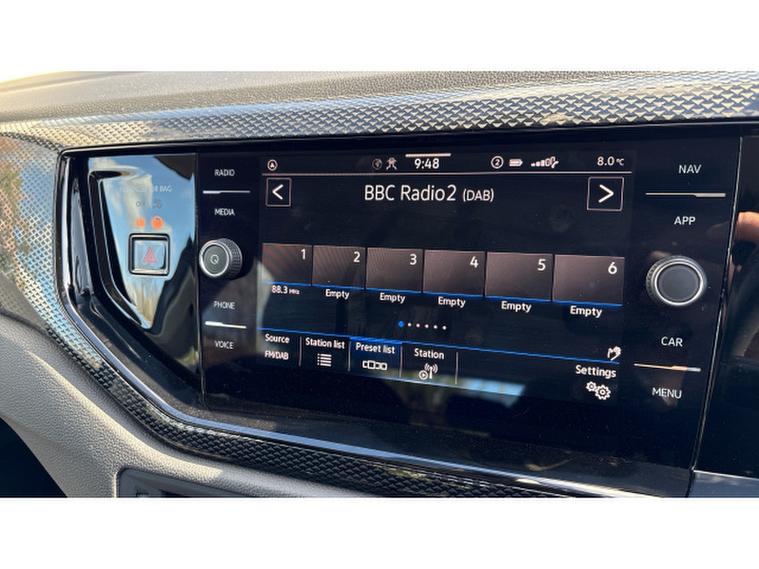 9:48
2
8.0°C
BBC Radio2 (DAB)
1 2 3 4 5 6
88.3 MHz Empty Empty Empty Empty Empty
Source Station list Preset list Station
FM/DAB
Settings
RADIO
MEDIA
PHONE
VOICE
NAV
APP
CAR
MENU